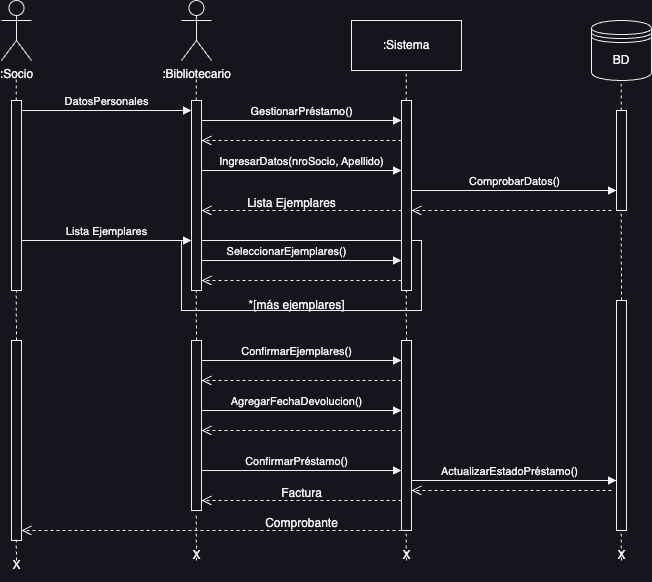 :Socio
:Bibliotecario
:Sistema
BD
DatosPersonales
GestionarPréstamo()
IngresarDatos(nroSocio, Apellido)
ComprobarDatos()
Lista Ejemplares
Lista Ejemplares
SeleccionarEjemplares()
*[más ejemplares]
ConfirmarEjemplares()
AgregarFechaDevolucion()
ConfirmarPréstamo()
ActualizarEstadoPréstamo()
Factura
Comprobante
X
X
X
X